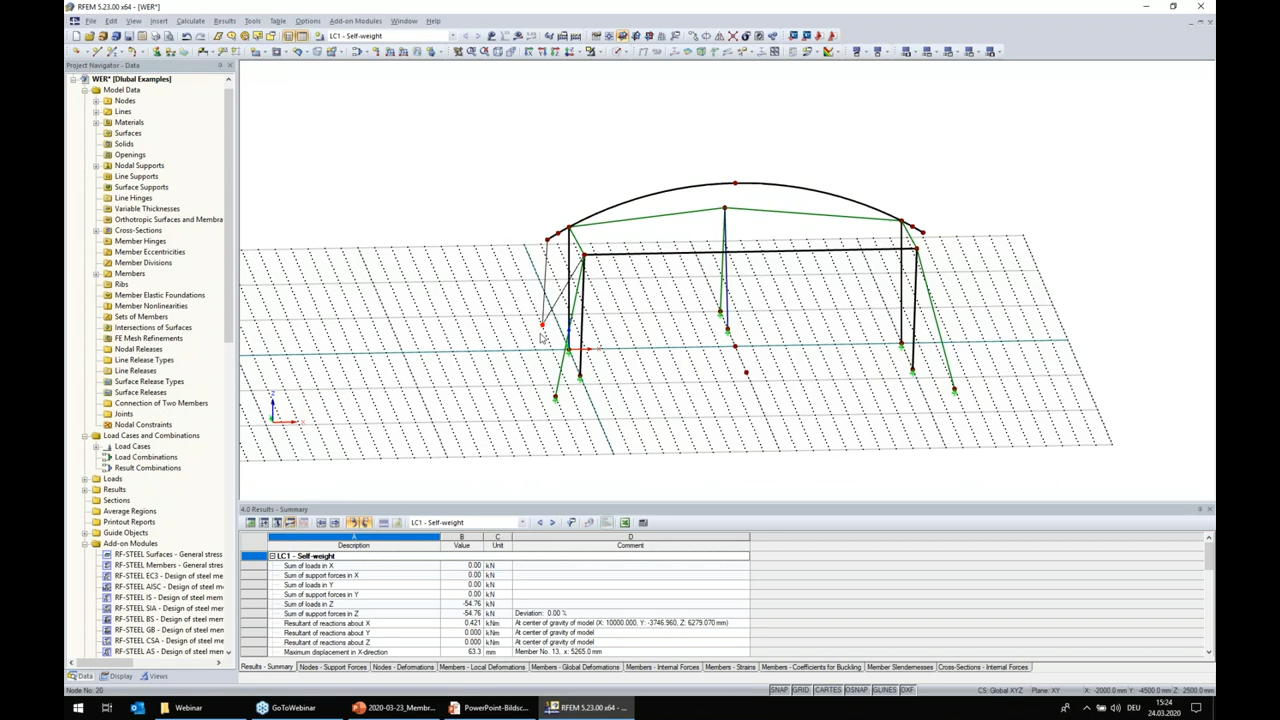 RFEM 5.23.00 x64 - [WER*]
File Edit View Insert Calculate Results Tools Table Options Add-on Modules Window Help
LC1 - Self-weight
Project Navigator - Data
WER* [Dlubal Examples]
Model Data
Nodes
Lines
Materials
Surfaces
Solids
Openings
Nodal Supports
Line Supports
Surface Supports
Line Hinges
Variable Thicknesses
Orthotropic Surfaces and Membra
Cross-Sections
Member Hinges
Member Eccentricities
Member Divisions
Members
Ribs
Member Elastic Foundations
Member Nonlinearities
Sets of Members
Intersections of Surfaces
FE Mesh Refinements
Nodal Releases
Line Release Types
Line Releases
Surface Release Types
Surface Releases
Connection of Two Members
Joints
Nodal Constraints
Load Cases and Combinations
Load Cases
Load Combinations
Result Combinations
Loads
Results
Sections
Average Regions
Printout Reports
Guide Objects
Add-on Modules
RF-STEEL Surfaces - General stress
RF-STEEL Members - General stres
RF-STEEL EC3 - Design of steel me
RF-STEEL AISC - Design of steel m
RF-STEEL IS - Design of steel mem
RF-STEEL SIA - Design of steel me
RF-STEEL BS - Design of steel mer
RF-STEEL GB - Design of steel mer
RF-STEEL CSA - Design of steel m
RF-STEEL AS - Design of steel mer
Data Display Views
4.0 Results - Summary
LC1 - Self-weight
A B C D
Description Value Unit Comment
LC1 - Self-weight
Sum of loads in X 0.00 kN
Sum of support forces in X 0.00 kN
Sum of loads in Y 0.00 kN
Sum of support forces in Y 0.00 kN
Sum of loads in Z -54.76 kN
Sum of support forces in Z -54.76 kN Deviation: 0.00 %
Resultant of reactions about X 0.421 kNm At center of gravity of model (X: 10000.000, Y: -3746.960, Z: 6279.070 mm)
Resultant of reactions about Y 0.000 kNm At center of gravity of model
Resultant of reactions about Z 0.000 kNm At center of gravity of model
Maximum displacement in X-direction 63.3 mm Member No. 13, x: 5265.0 mm
Results - Summary Nodes - Support Forces Nodes - Deformations Members - Local Deformations Members - Global Deformations Members - Internal Forces Members - Strains Members - Coefficients for Buckling Member Slendernesses Cross-Sections - Internal Forces
Node No. 20 SNAP GRID CARTES OSNAP GLINES DXF CS: Global XYZ Plane: XY X: -2000.0 mm Y: -4500.0 mm Z: 2500.0 mm
Webinar GoToWebinar 2020-03-23_Membr... PowerPoint-Bildsc... RFEM 5.23.00 x64 - ... DEU 15:24
24.03.2020